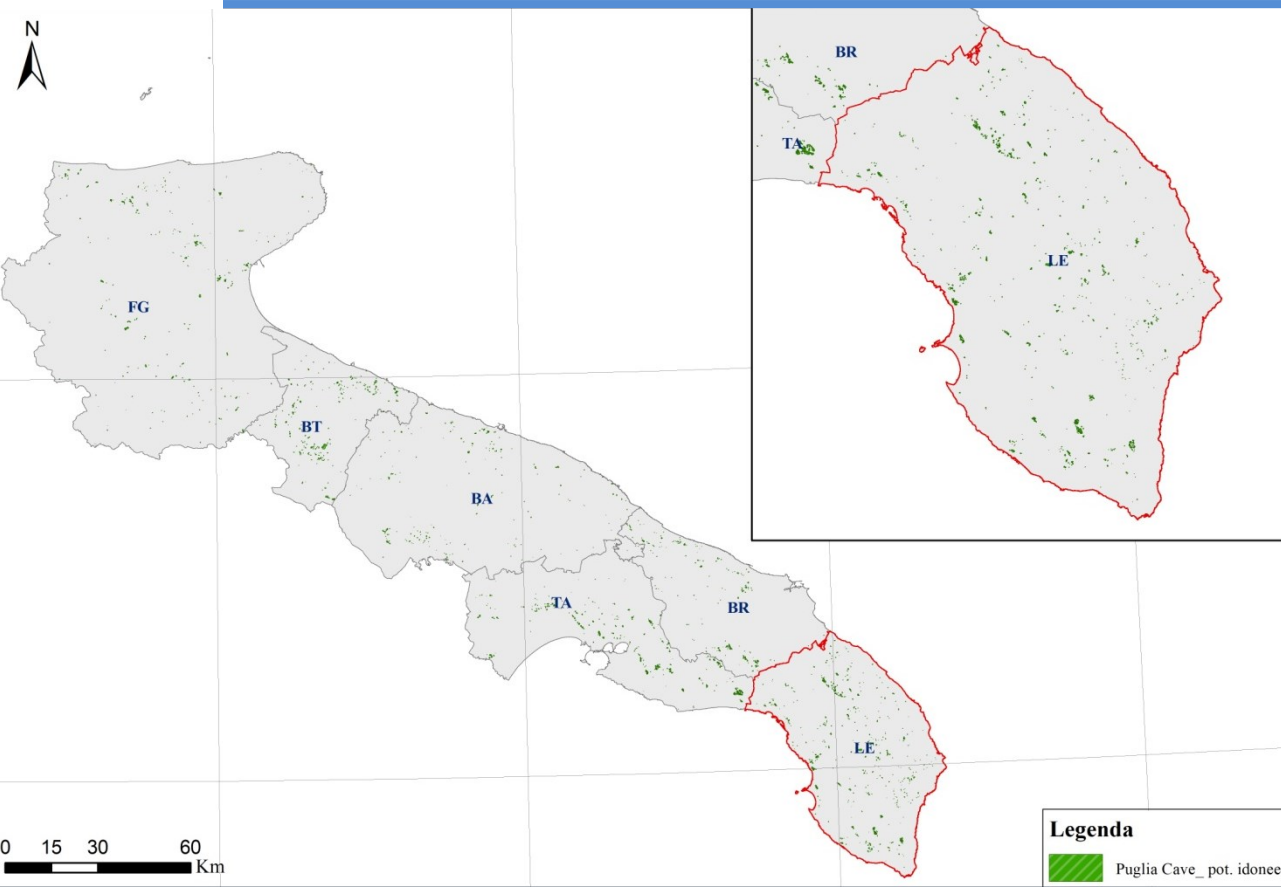 N
BR
TA
LE
FG
BT
BA
TA
BR
LE
0 15 30 60
Km
Legenda
Puglia Cave_ pot. idonee